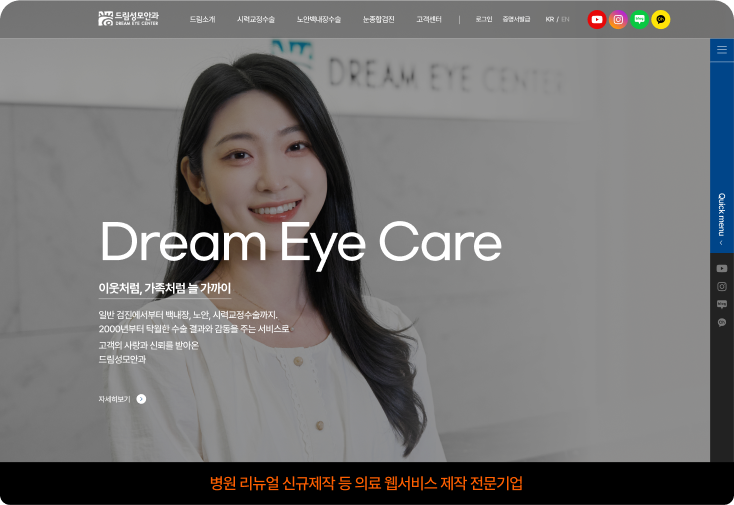 드림성모안과
DREAM EYE CENTER
드림소개 시력교정수술 노안백내장수술 눈종합검진 고객센터 로그인 증명서발급 KR / EN
DREAM EYE CENTER
Quick menu
Dream Eye Care
이웃처럼, 가족처럼 늘 가까이
일반 검진에서부터 백내장, 노안, 시력교정수술까지.
2000년부터 탁월한 수술 결과와 감동을 주는 서비스로
고객의 사랑과 신뢰를 받아온
드림성모안과
자세히보기
병원 리뉴얼 신규제작 등 의료 웹서비스 제작 전문기업